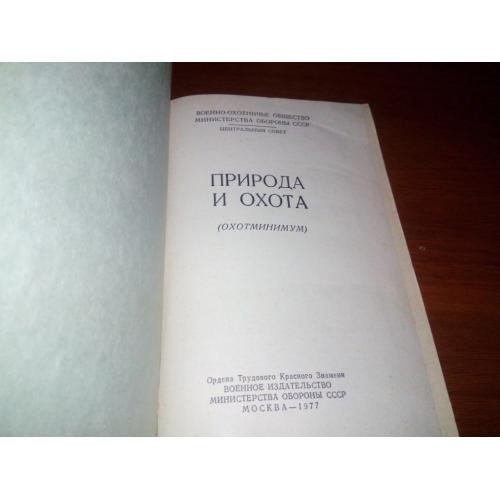 ВОЕННО-ОХОТНИЧЬЕ ОБЩЕСТВО
МИНИСТЕРСТВА ОБОРОНЫ СССР
ЦЕНТРАЛЬНЫЙ СОВЕТ
ПРИРОДА
И ОХОТА
(ОХОТМИНИМУМ)
Ордена Трудового Красного Знамени
ВОЕННОЕ ИЗДАТЕЛЬСТВО
МИНИСТЕРСТВА ОБОРОНЫ СССР
МОСКВА — 1977